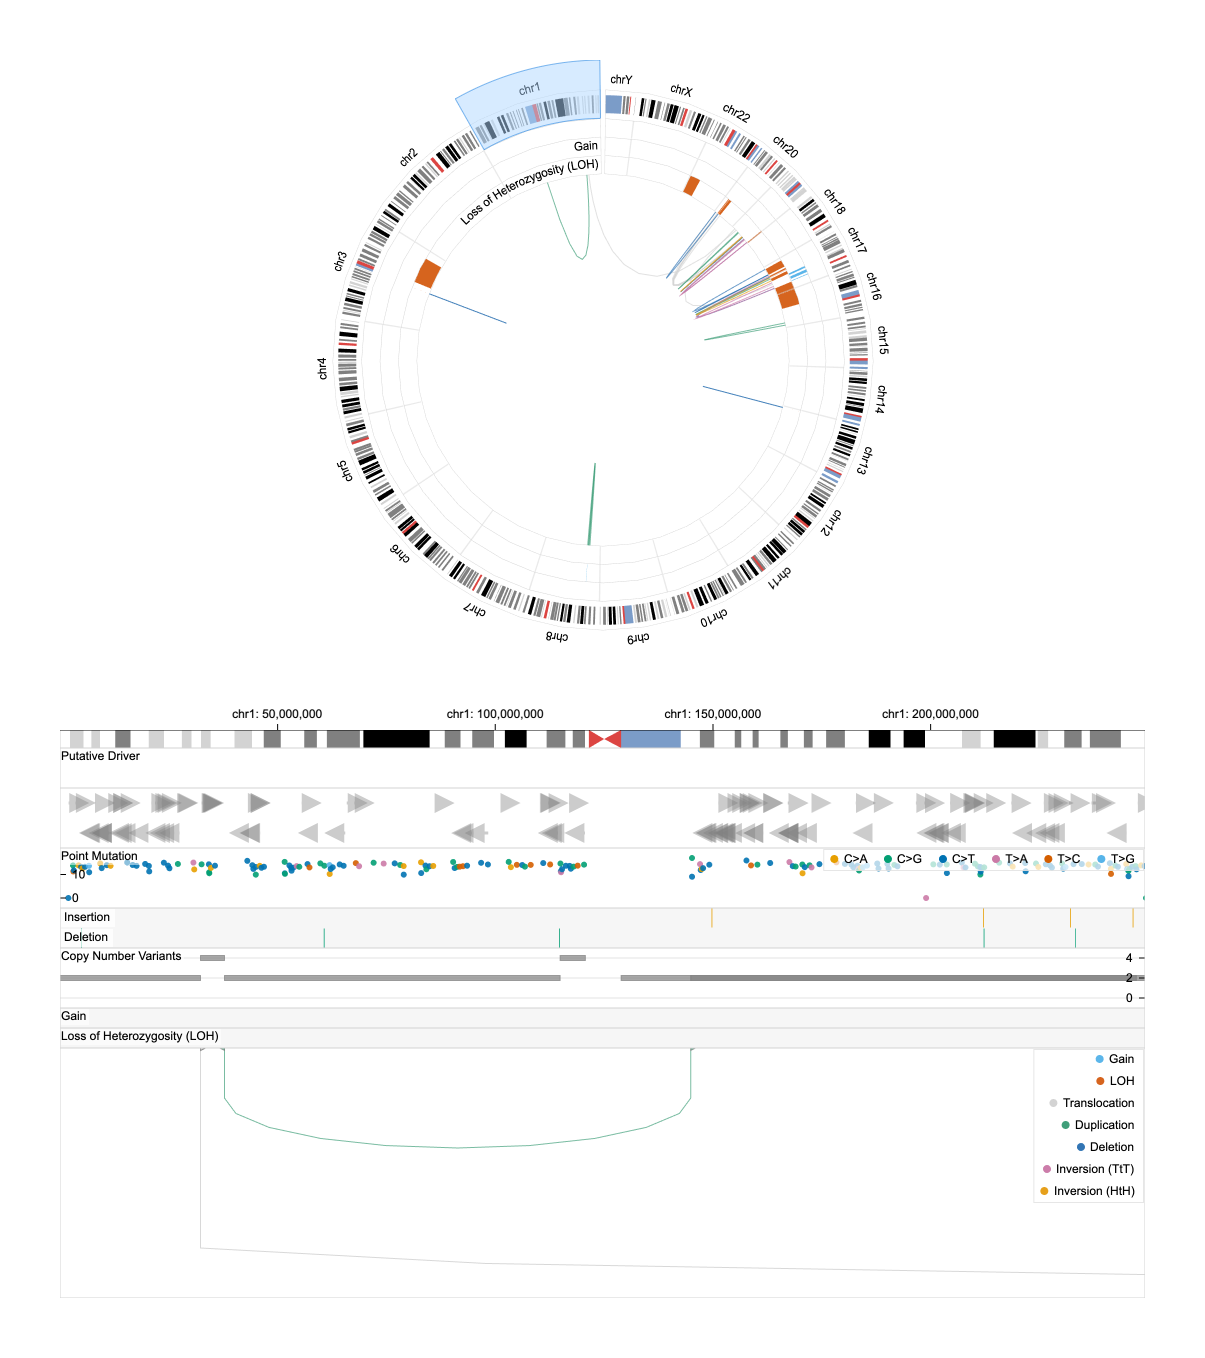 chr1
chrY
chrX
chr22
chr20
chr18
chr17
chr16
chr15
chr14
chr13
chr12
chr11
chr10
chr9
chr8
chr7
chr6
chr5
chr4
chr3
chr2
Gain
Loss of Heterozygosity (LOH)
chr1: 50,000,000 chr1: 100,000,000 chr1: 150,000,000 chr1: 200,000,000
Putative Driver
Point Mutation
C>A C>G C>T T>A T>C T>G
10
0
Insertion
Deletion
Copy Number Variants
4
2
0
Gain
Loss of Heterozygosity (LOH)
Gain
LOH
Translocation
Duplication
Deletion
Inversion (TtT)
Inversion (HtH)